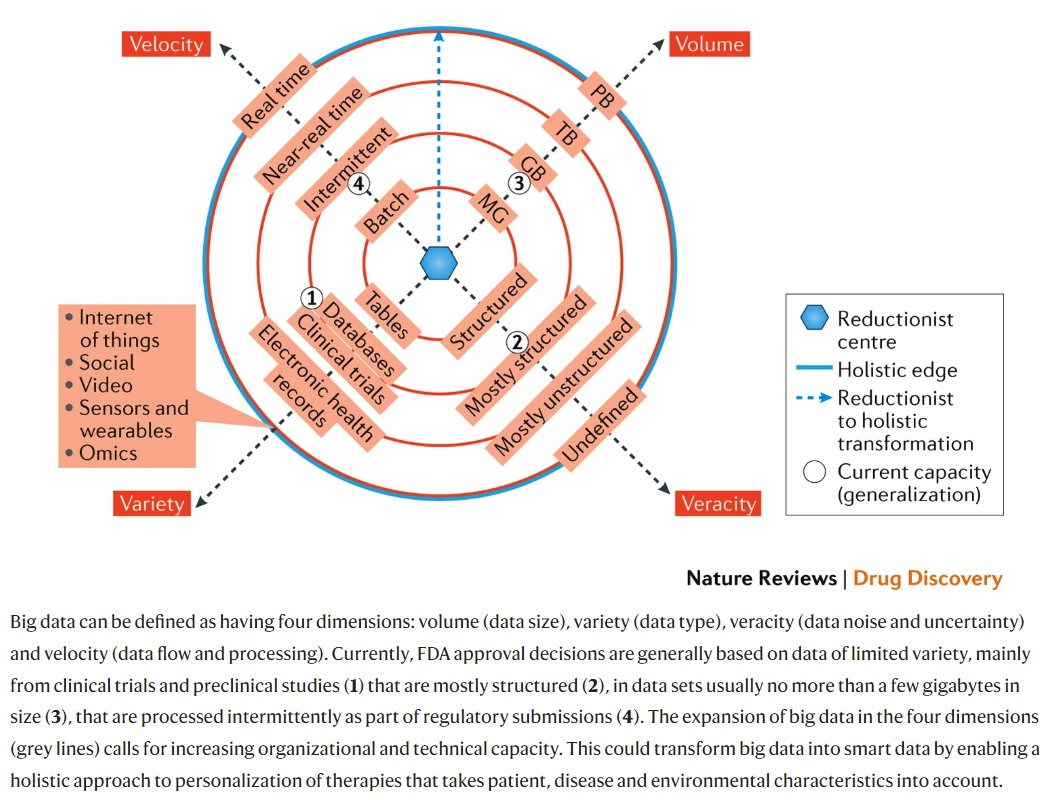 Velocity
Volume
Real time
Near-real time
Intermittent
4
Batch
PB
TB
GB
3
MG
1
Tables
Databases
Clinical trials
Electronic health
records
Structured
2
Mostly structured
Mostly unstructured
Undefined
• Internet
of things
• Social
• Video
• Sensors and
wearables
• Omics
Variety
Veracity
Reductionist
centre
Holistic edge
Reductionist
to holistic
transformation
Current capacity
(generalization)
Nature Reviews | Drug Discovery
Big data can be defined as having four dimensions: volume (data size), variety (data type), veracity (data noise and uncertainty)
and velocity (data flow and processing). Currently, FDA approval decisions are generally based on data of limited variety, mainly
from clinical trials and preclinical studies (1) that are mostly structured (2), in data sets usually no more than a few gigabytes in
size (3), that are processed intermittently as part of regulatory submissions (4). The expansion of big data in the four dimensions
(grey lines) calls for increasing organizational and technical capacity. This could transform big data into smart data by enabling a
holistic approach to personalization of therapies that takes patient, disease and environmental characteristics into account.